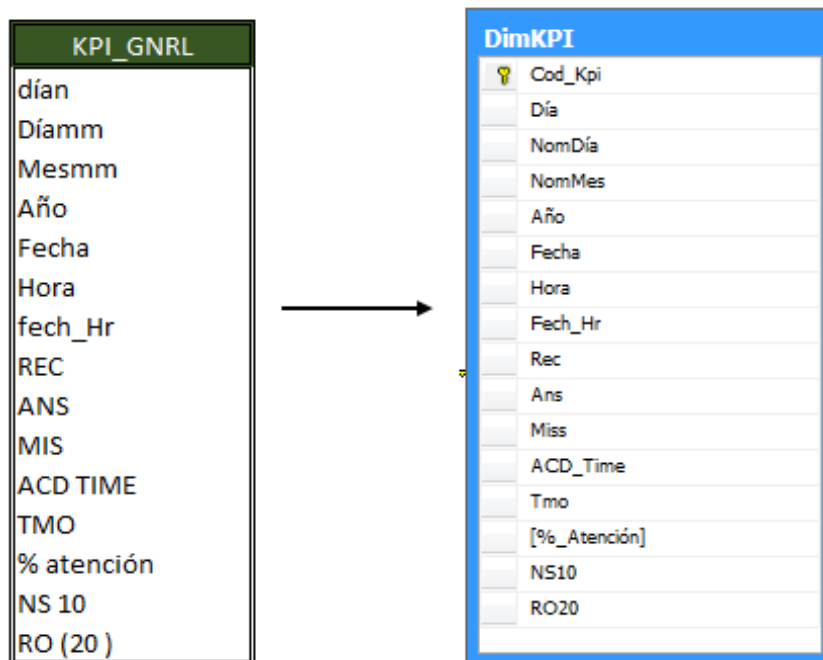 KPI_GNRL
dían
Díamm
Mesmm
Año
Fecha
Hora
fech_Hr
REC
ANS
MIS
ACD TIME
TMO
% atención
NS 10
RO (20 )
DimKPI
Cod_Kpi
Día
NomDía
NomMes
Año
Fecha
Hora
Fech_Hr
Rec
Ans
Miss
ACD_Time
Tmo
[%_Atención]
NS10
RO20